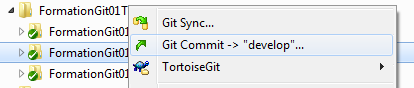 FormationGit01T
FormationGit01
FormationGit01
FormationGit01
Git Sync...
Git Commit -> "develop"...
TortoiseGit